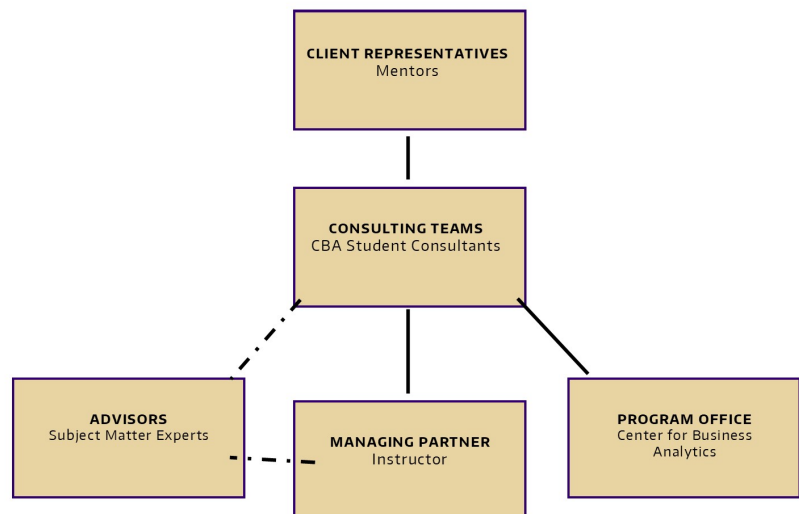 CLIENT REPRESENTATIVES
Mentors
CONSULTING TEAMS
CBA Student Consultants
ADVISORS
Subject Matter Experts
MANAGING PARTNER
Instructor
PROGRAM OFFICE
Center for Business
Analytics